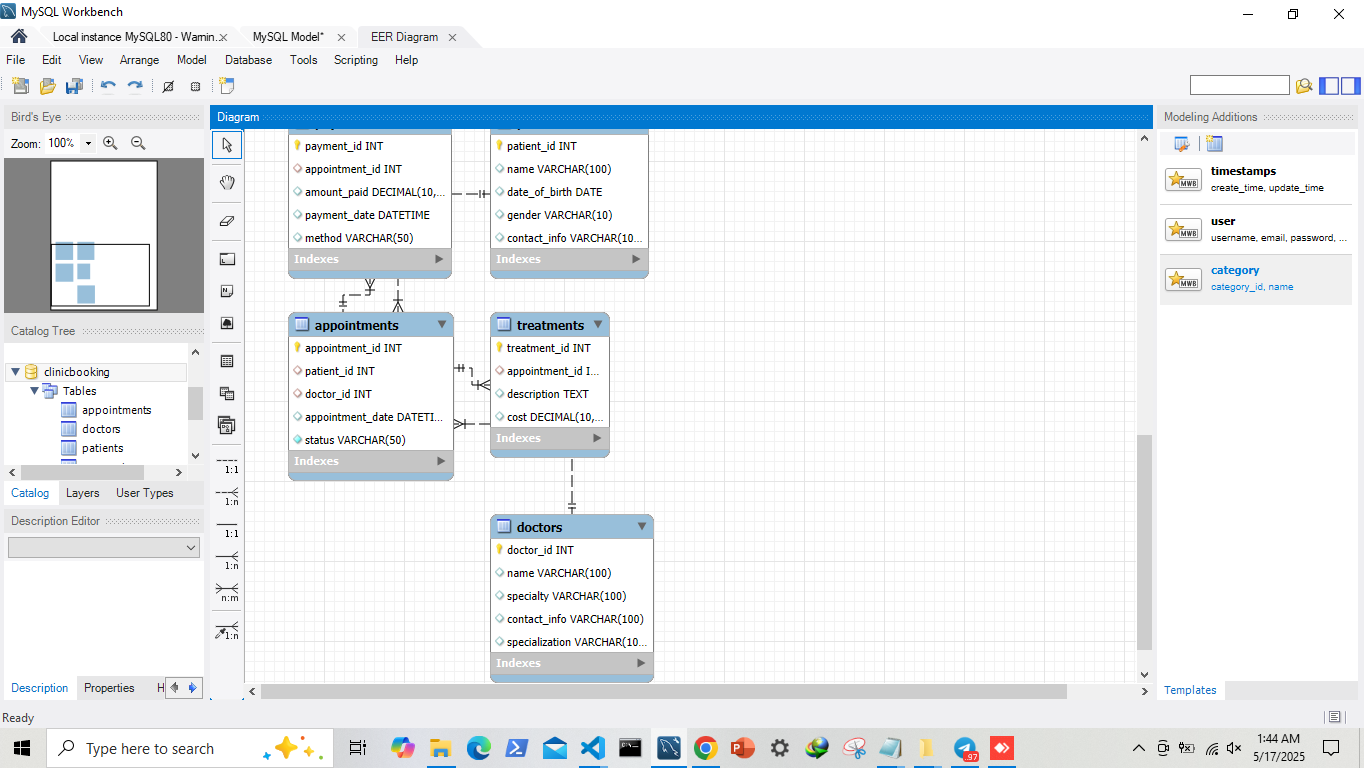 MySQL Workbench
Local instance MySQL80 - Warnin...
MySQL Model*
EER Diagram
File Edit View Arrange Model Database Tools Scripting Help
Bird's Eye
Zoom: 100%
Catalog Tree
clinicbooking
Tables
appointments
doctors
patients
Catalog Layers User Types
Description Editor
Description Properties H
1:1
1:n
1:1
1:n
n:m
1:n
Diagram
payment_id INT
appointment_id INT
amount_paid DECIMAL(10,...
payment_date DATETIME
method VARCHAR(50)
Indexes
patient_id INT
name VARCHAR(100)
date_of_birth DATE
gender VARCHAR(10)
contact_info VARCHAR(10...
Indexes
appointments
appointment_id INT
patient_id INT
doctor_id INT
appointment_date DATETI...
status VARCHAR(50)
Indexes
treatments
treatment_id INT
appointment_id I...
description TEXT
cost DECIMAL(10,...
Indexes
doctors
doctor_id INT
name VARCHAR(100)
specialty VARCHAR(100)
contact_info VARCHAR(100)
specialization VARCHAR(10...
Indexes
Modeling Additions
MWB
timestamps
create_time, update_time
MWB
user
username, email, password, ...
MWB
category
category_id, name
Templates
Ready
Type here to search
97
1:44 AM
5/17/2025